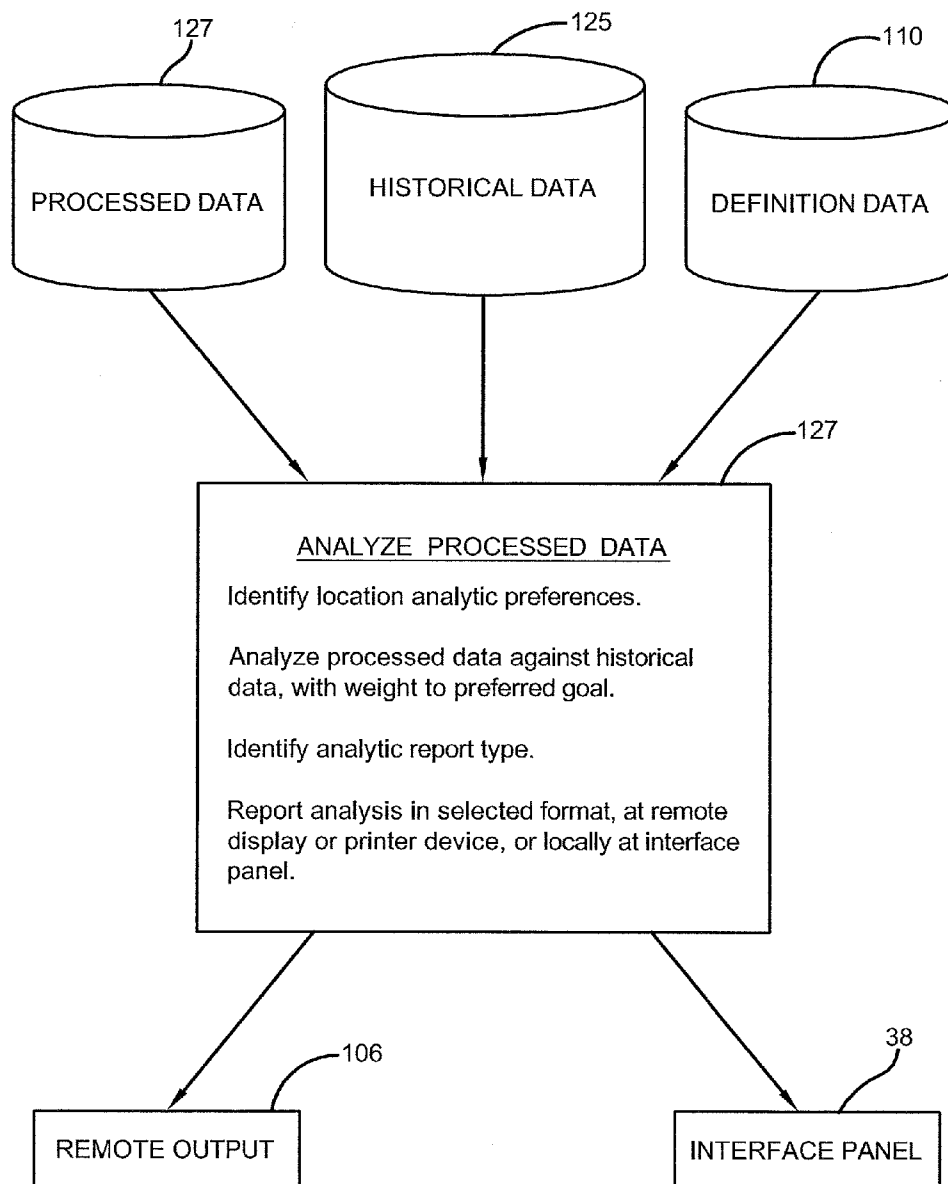 127
125
110
PROCESSED DATA
HISTORICAL DATA
DEFINITION DATA
127
ANALYZE PROCESSED DATA
Identify location analytic preferences.
Analyze processed data against historical
data, with weight to preferred goal.
Identify analytic report type.
Report analysis in selected format, at remote
display or printer device, or locally at interface
panel.
106
38
REMOTE OUTPUT
INTERFACE PANEL